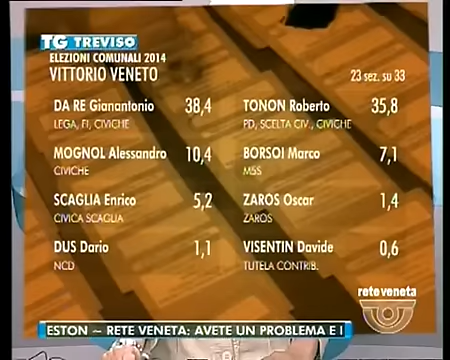 TG TREVISO
ELEZIONI COMUNALI 2014
VITTORIO VENETO
23 sez. su 33
DA RE Gianantonio 38,4
LEGA, FI, CIVICHE
TONON Roberto 35,8
PD, SCELTA CIV., CIVICHE
MOGNOL Alessandro 10,4
CIVICHE
BORSOI Marco 7,1
M5S
SCAGLIA Enrico 5,2
CIVICA SCAGLIA
ZAROS Oscar 1,4
ZAROS
DUS Dario 1,1
NCD
VISENTIN Davide 0,6
TUTELA CONTRIB.
reteveneta
ESTON ~ RETE VENETA: AVETE UN PROBLEMA E